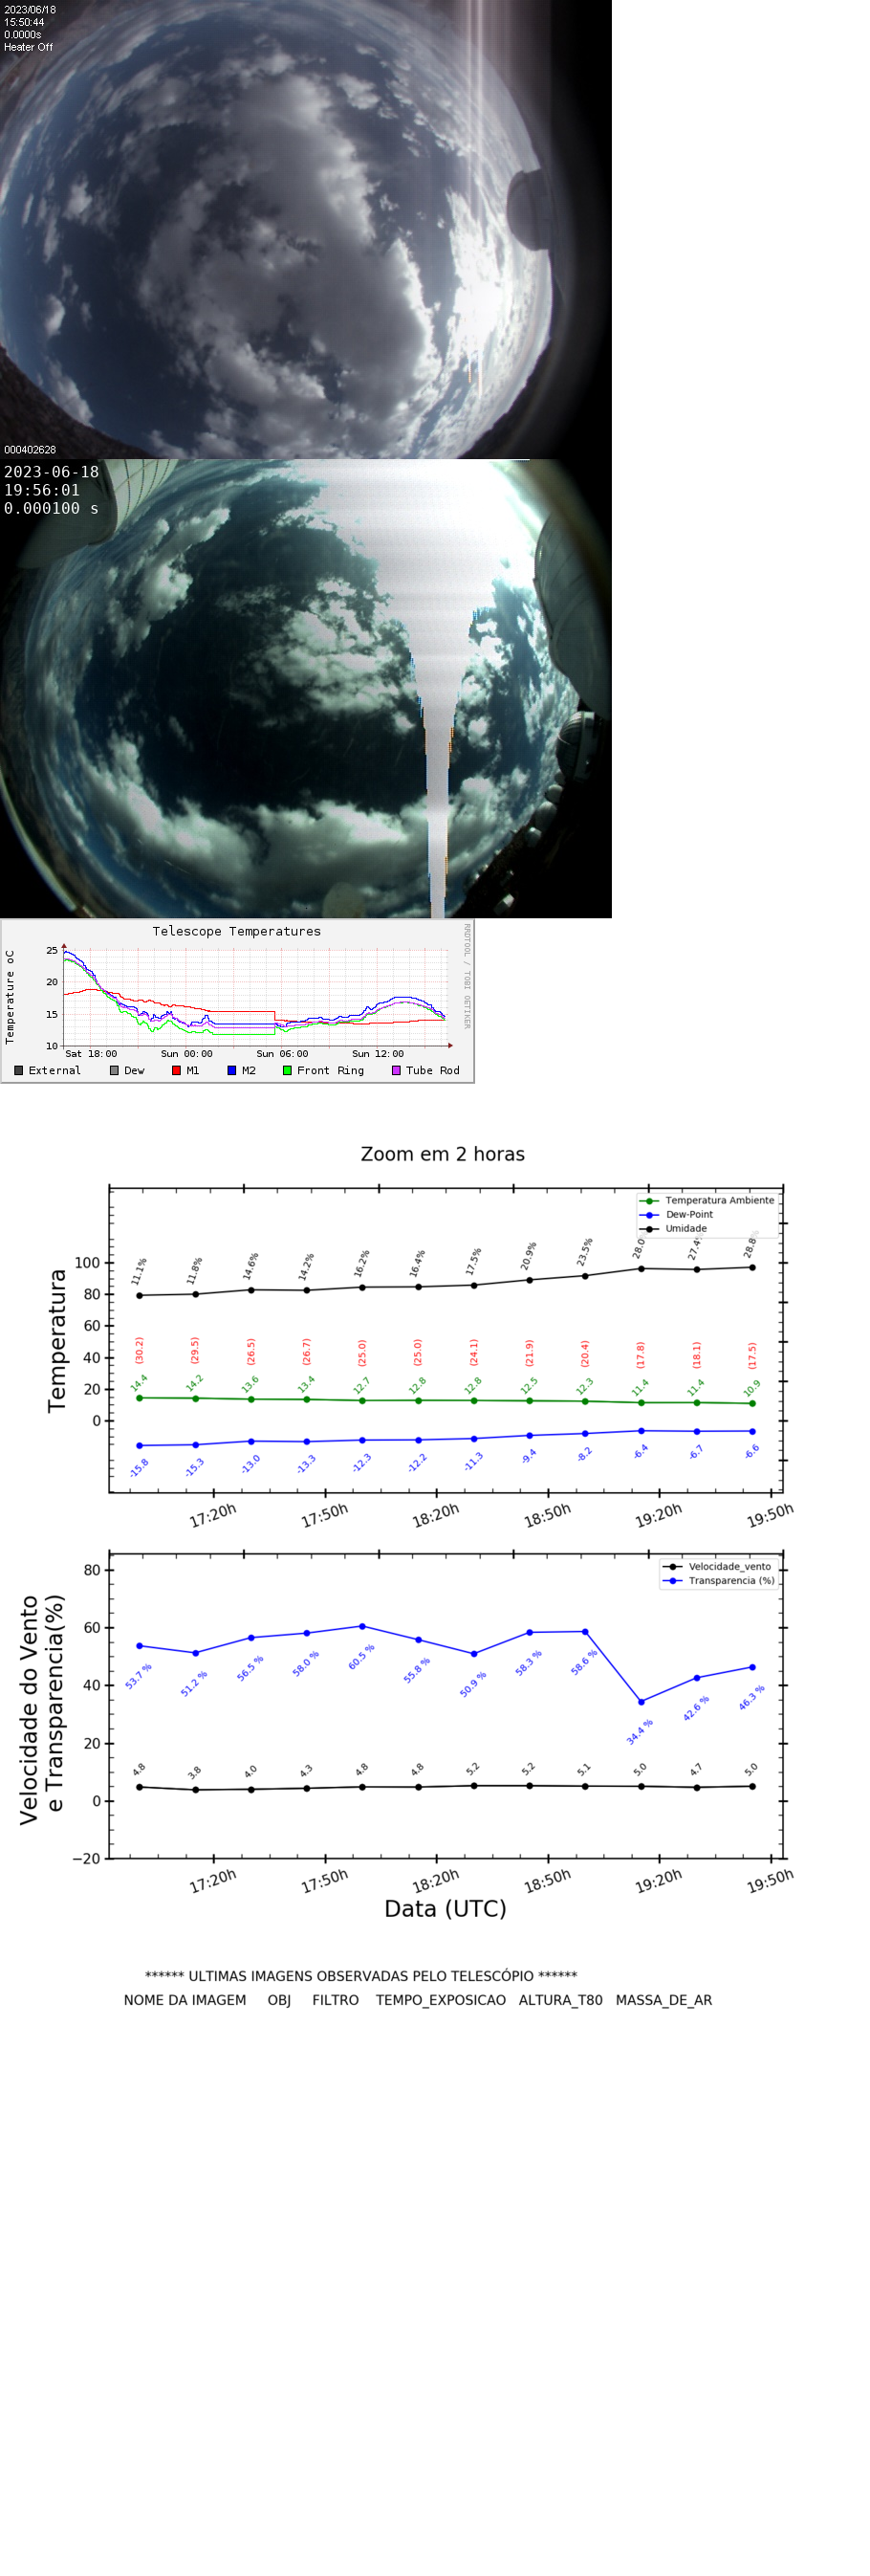 2023/06/18
15:50:44
0.0000s
Heater Off
000402628
2023-06-18
19:56:01
0.000100 s
Telescope Temperatures
RRDTOOL / TOBI OETIKER
Temperature oC
25
20
15
10
Sat 18:00 Sun 00:00 Sun 06:00 Sun 12:00
External Dew M1 M2 Front Ring Tube Rod
Zoom em 2 horas
Temperatura Ambiente
Dew-Point
Umidade
Temperatura
100
80
60
40
20
0
11.1% 11.8% 14.6% 14.2% 16.2% 16.4% 17.5% 20.9% 23.5% 28.0 27.4% 28.8%
(30.2) (29.5) (26.5) (26.7) (25.0) (25.0) (24.1) (21.9) (20.4) (17.8) (18.1) (17.5)
14.4 14.2 13.6 13.4 12.7 12.8 12.8 12.5 12.3 11.4 11.4 10.9
-15.8 -15.3 -13.0 -13.3 -12.3 -12.2 -11.3 -9.4 -8.2 -6.4 -6.7 -6.6
17:20h 17:50h 18:20h 18:50h 19:20h 19:50h
Velocidade_vento
Transparencia (%)
Velocidade do Vento
e Transparencia(%)
80
60
40
20
0
−20
53.7 % 51.2 % 56.5 % 58.0 % 60.5 % 55.8 % 50.9 % 58.3 % 58.6 % 34.4 % 42.6 % 46.3 %
4.8 3.8 4.0 4.3 4.8 4.8 5.2 5.2 5.1 5.0 4.7 5.0
17:20h 17:50h 18:20h 18:50h 19:20h 19:50h
Data (UTC)
****** ULTIMAS IMAGENS OBSERVADAS PELO TELESCÓPIO ******
NOME DA IMAGEM OBJ FILTRO TEMPO_EXPOSICAO ALTURA_T80 MASSA_DE_AR